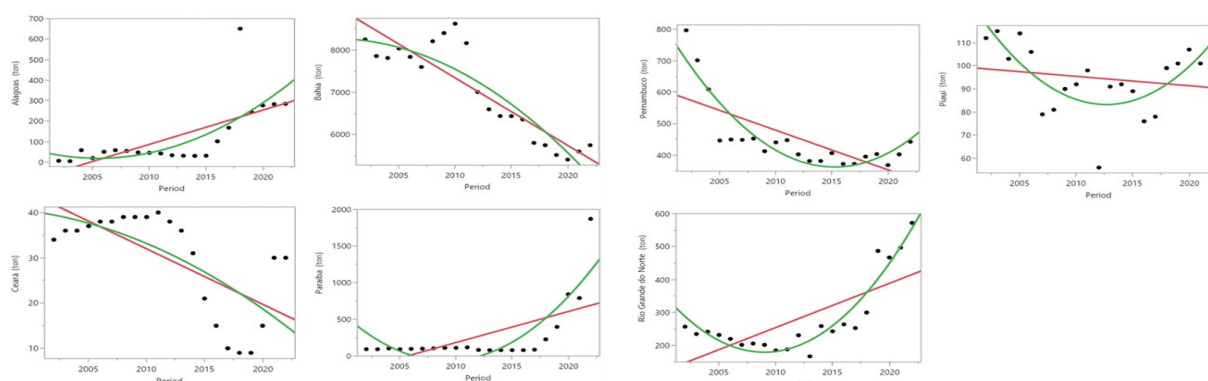 Alagoas (ton)
700
600
500
400
300
200
100
0
2005 2010 2015 2020
Period
Bahia (ton)
8000
6000
2005 2010 2015 2020
Period
Pernambuco (ton)
800
700
600
500
400
2005 2010 2015 2020
Period
Piauí (ton)
110
100
90
80
70
60
2005 2010 2015 2020
Period
Ceará (ton)
40
30
20
10
2005 2010 2015 2020
Period
Paraíba (ton)
2000
1500
1000
500
0
2005 2010 2015 2020
Period
Rio Grande do Norte (ton)
600
500
400
300
200
2005 2010 2015 2020
Period